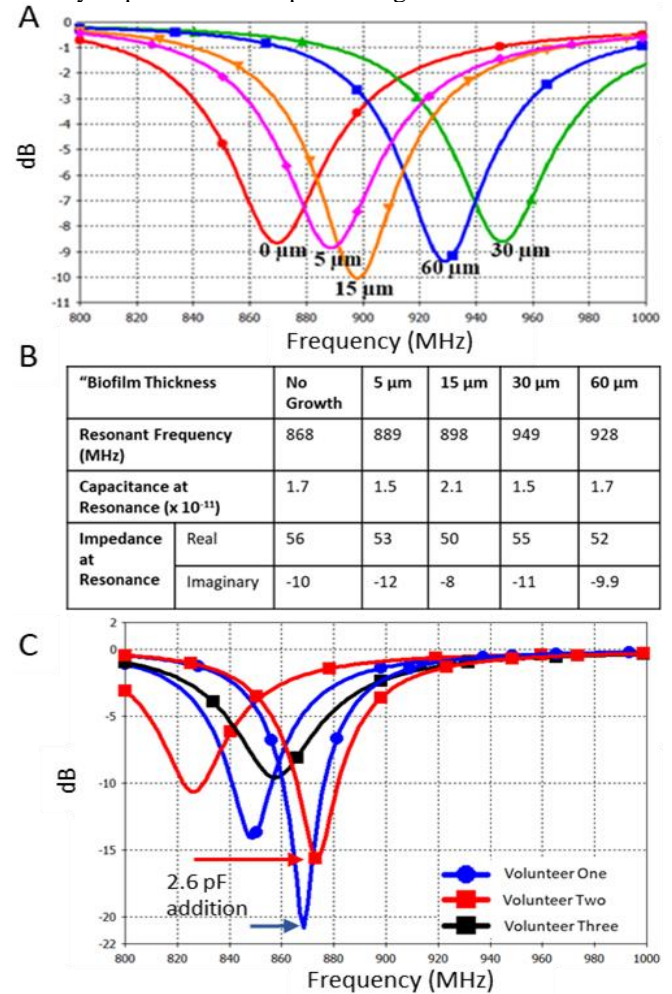 A
0
-1
-2
-3
-4
-5
-6
-7
-8
-9
-10
-11
dB
0 µm
5 µm
15 µm
60 µm
30 µm
800 820 840 860 880 900 920 940 960 980 1000
Frequency (MHz)
B
"Biofilm Thickness No Growth 5 µm 15 µm 30 µm 60 µm
Resonant Frequency (MHz) 868 889 898 949 928
Capacitance at Resonance (x 10⁻¹¹) 1.7 1.5 2.1 1.5 1.7
Impedance at Resonance Real 56 53 50 55 52
Imaginary -10 -12 -8 -11 -9.9
C
2
0
-5
-10
-15
-20
-22
dB
2.6 pF
addition
Volunteer One
Volunteer Two
Volunteer Three
800 820 840 860 880 900 920 940 960 980 1000
Frequency (MHz)